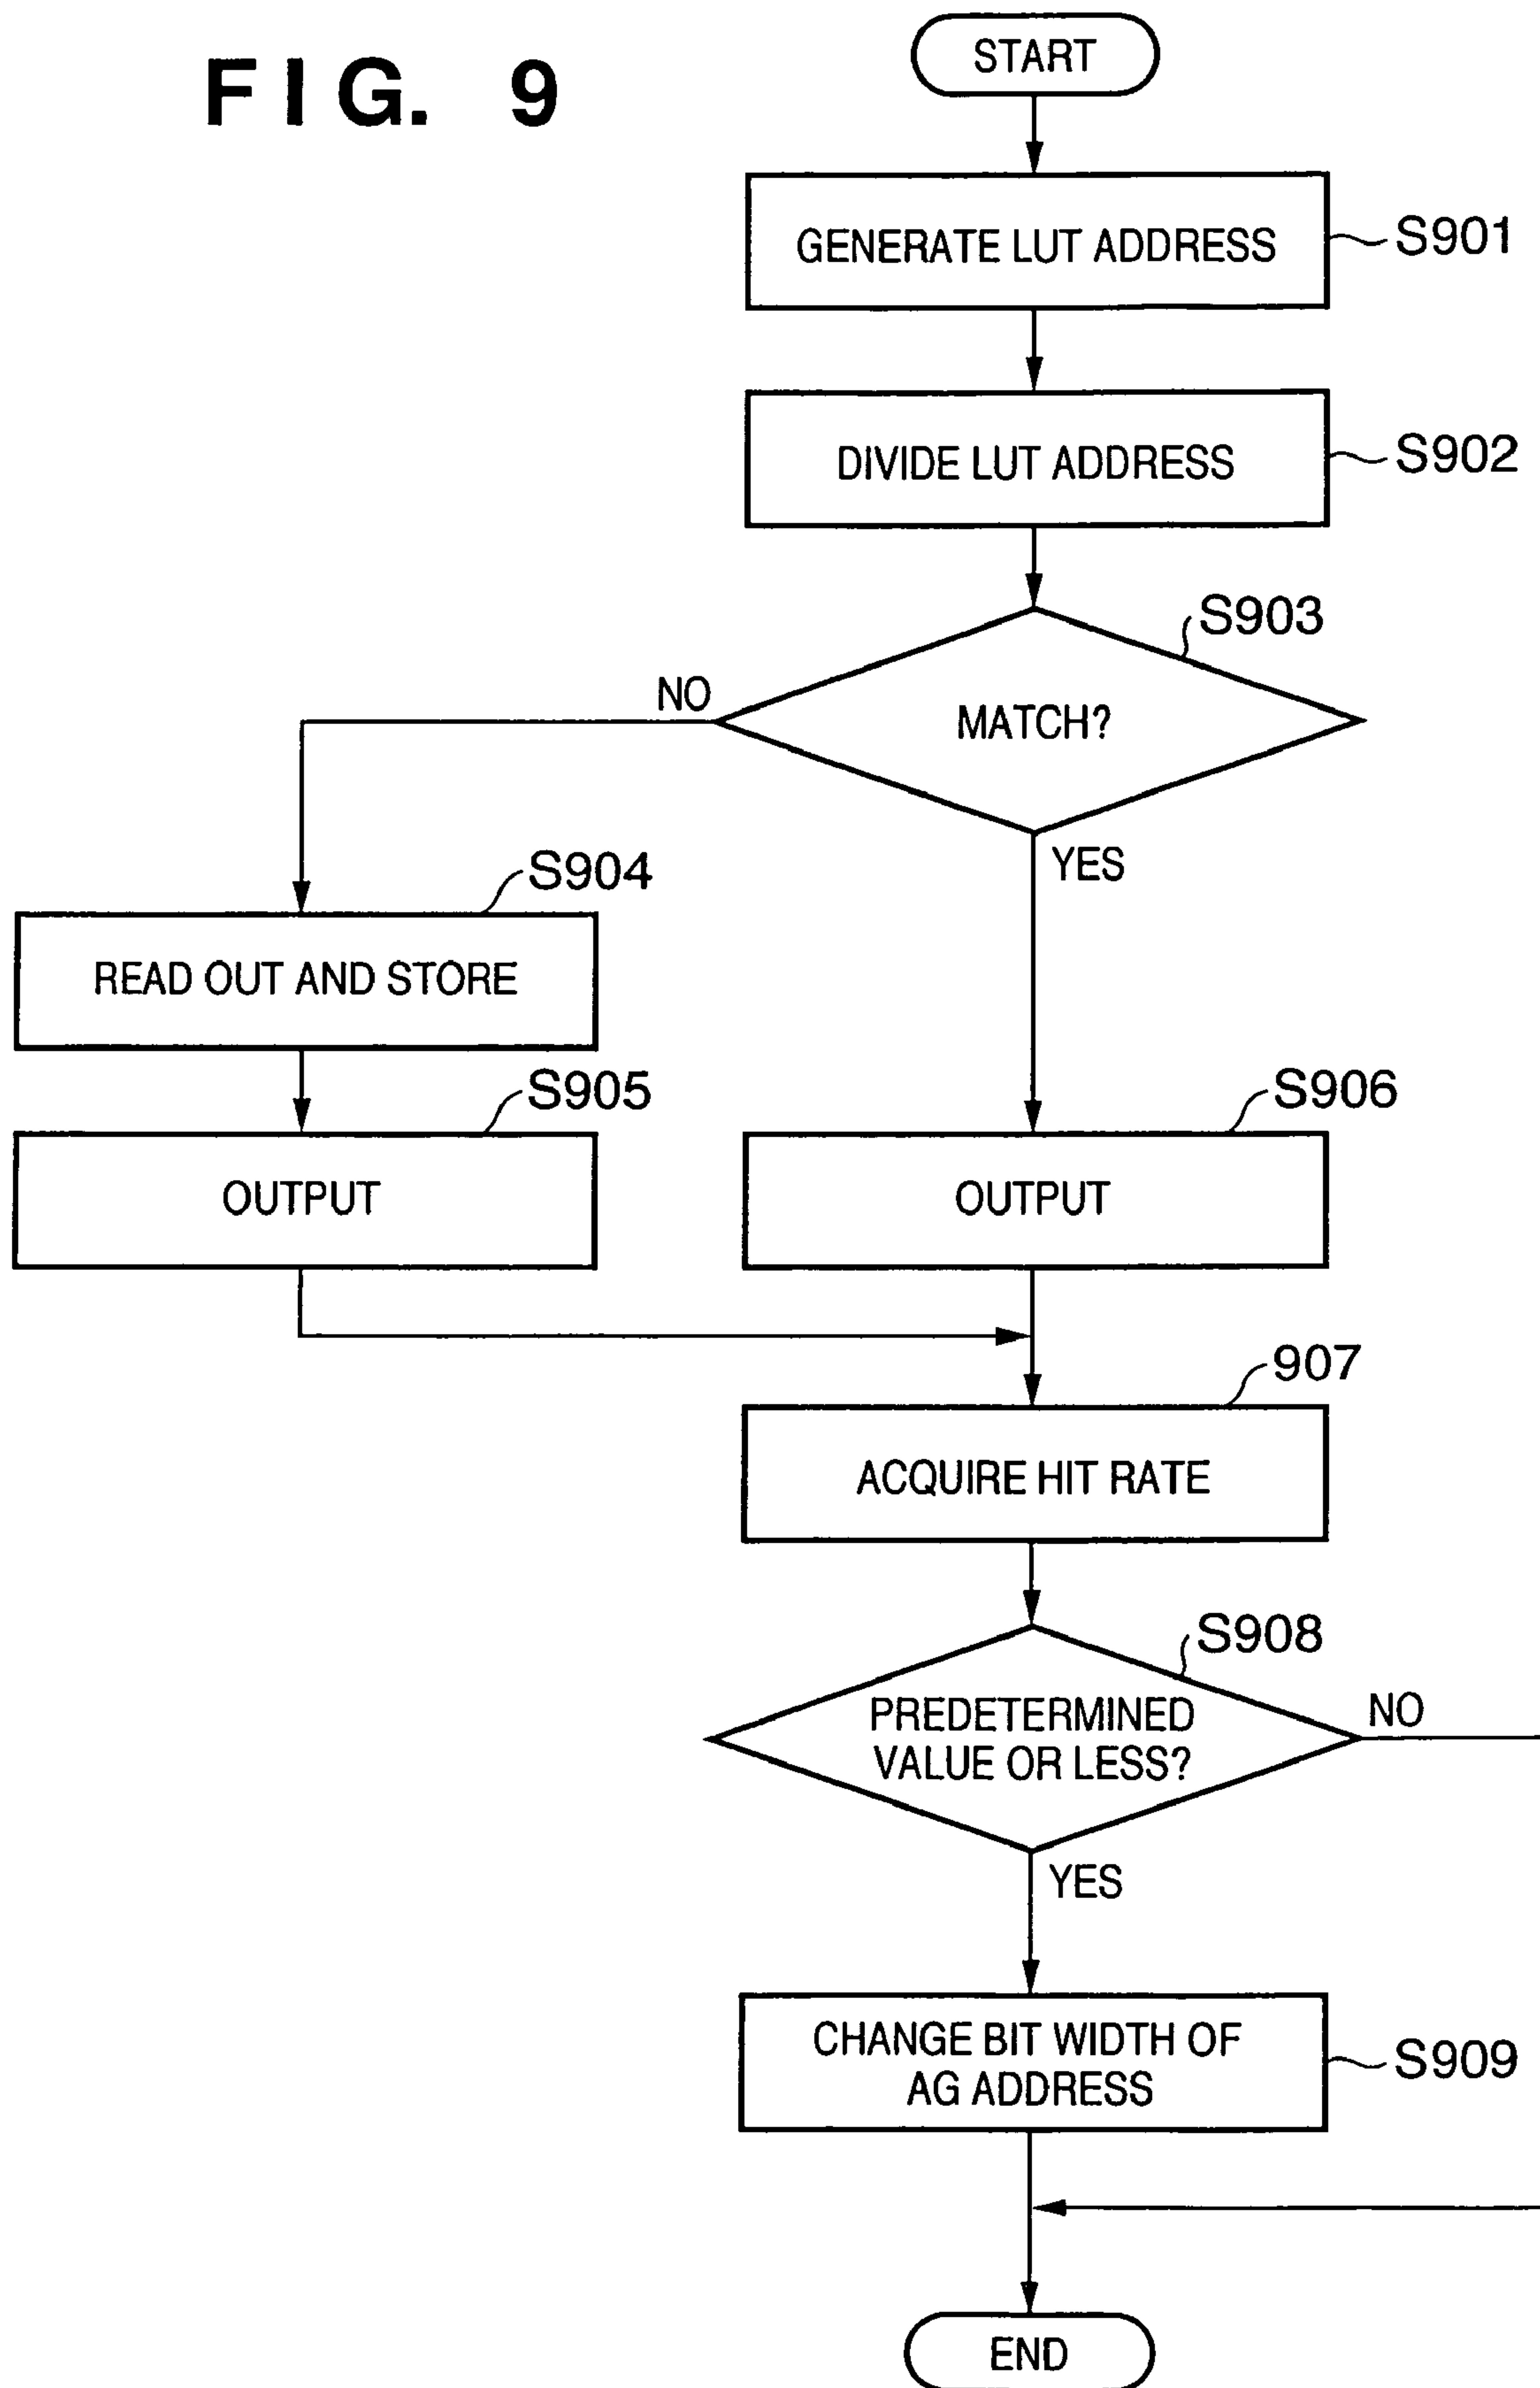 FIG. 9
START
GENERATE LUT ADDRESS
S901
DIVIDE LUT ADDRESS
S902
S903
MATCH?
NO
YES
S904
READ OUT AND STORE
S905
OUTPUT
S906
OUTPUT
907
ACQUIRE HIT RATE
S908
PREDETERMINED
VALUE OR LESS?
NO
YES
CHANGE BIT WIDTH OF
AG ADDRESS
S909
END